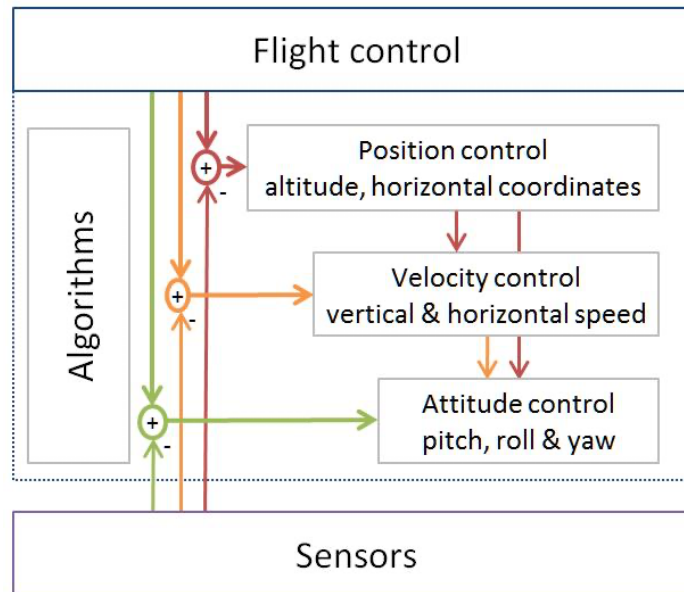 Flight control
Algorithms
+
-
Position control
altitude, horizontal coordinates
+
-
Velocity control
vertical & horizontal speed
+
-
Attitude control
pitch, roll & yaw
Sensors